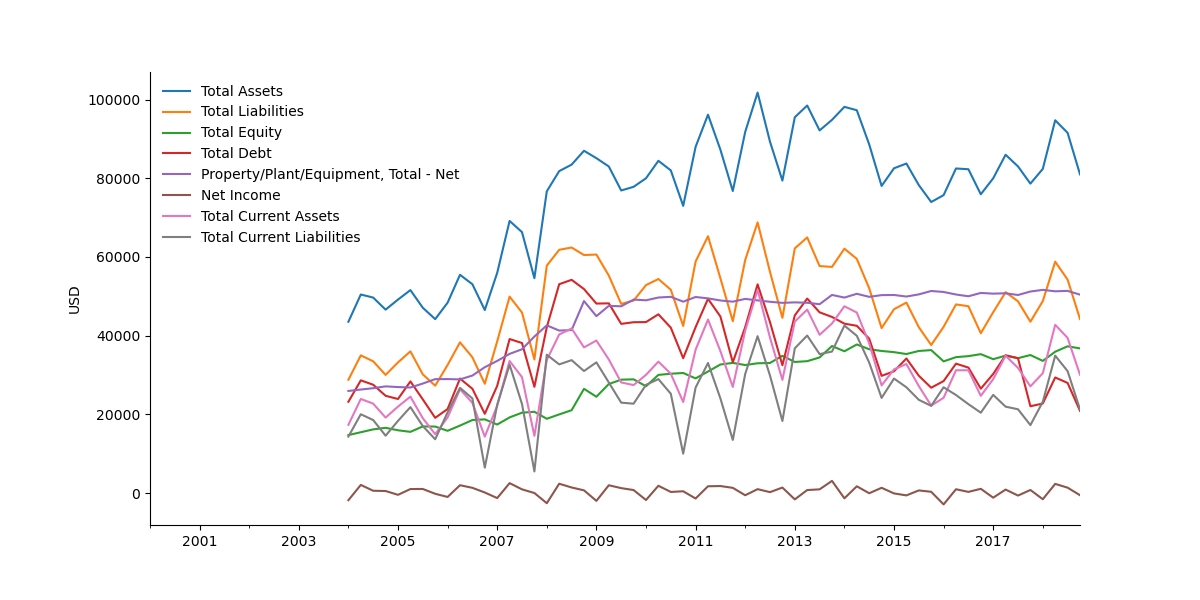 100000
80000
60000
40000
20000
0
USD
Total Assets
Total Liabilities
Total Equity
Total Debt
Property/Plant/Equipment, Total - Net
Net Income
Total Current Assets
Total Current Liabilities
2001 2003 2005 2007 2009 2011 2013 2015 2017